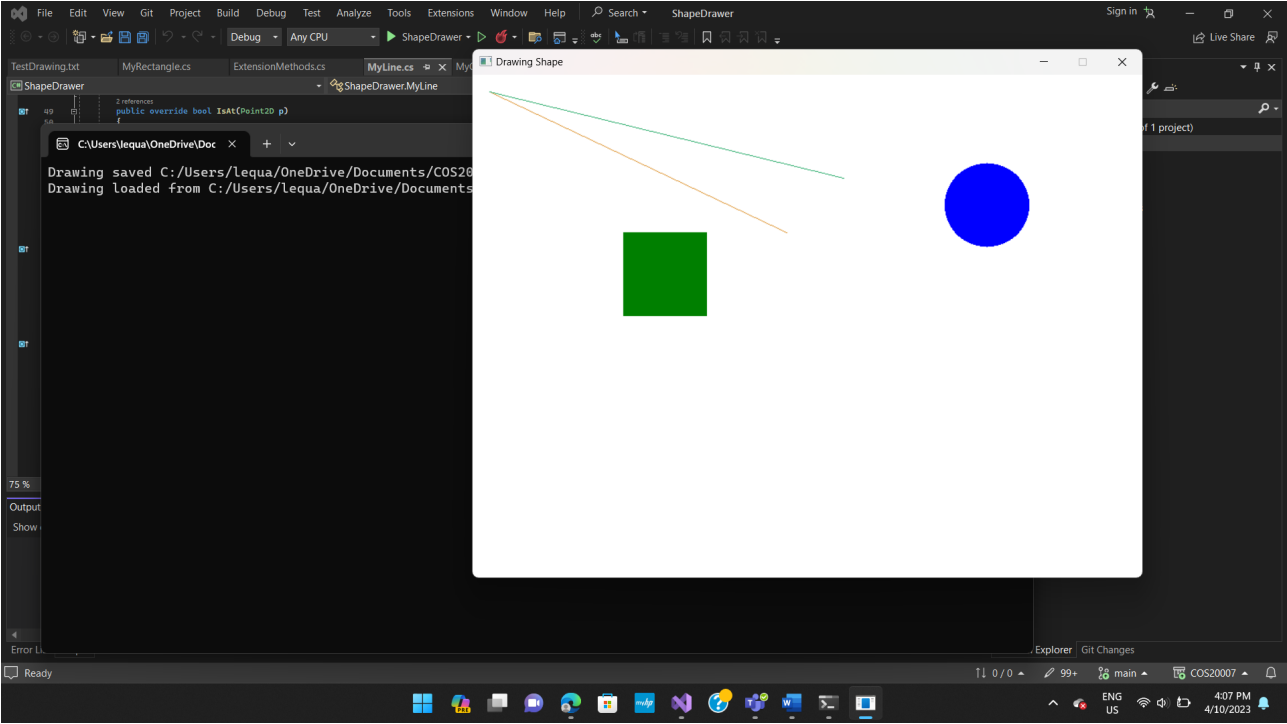 File Edit View Git Project Build Debug Test Analyze Tools Extensions Window Help Search ShapeDrawer Sign in
Debug Any CPU ShapeDrawer Live Share
TestDrawing.txt MyRectangle.cs ExtensionMethods.cs MyLine.cs
Drawing Shape
ShapeDrawer ShapeDrawer.MyLine
2 references
49 public override bool IsAt(Point2D p)
50 {
of 1 project)
C:\Users\lequa\OneDrive\Doc
Drawing saved C:/Users/lequa/OneDrive/Documents/COS20
Drawing loaded from C:/Users/lequa/OneDrive/Documents
75 %
Output
Show
Error Explorer Git Changes
Ready 0 / 0 99+ main COS20007
PRE
ENG
US
4:07 PM
4/10/2023